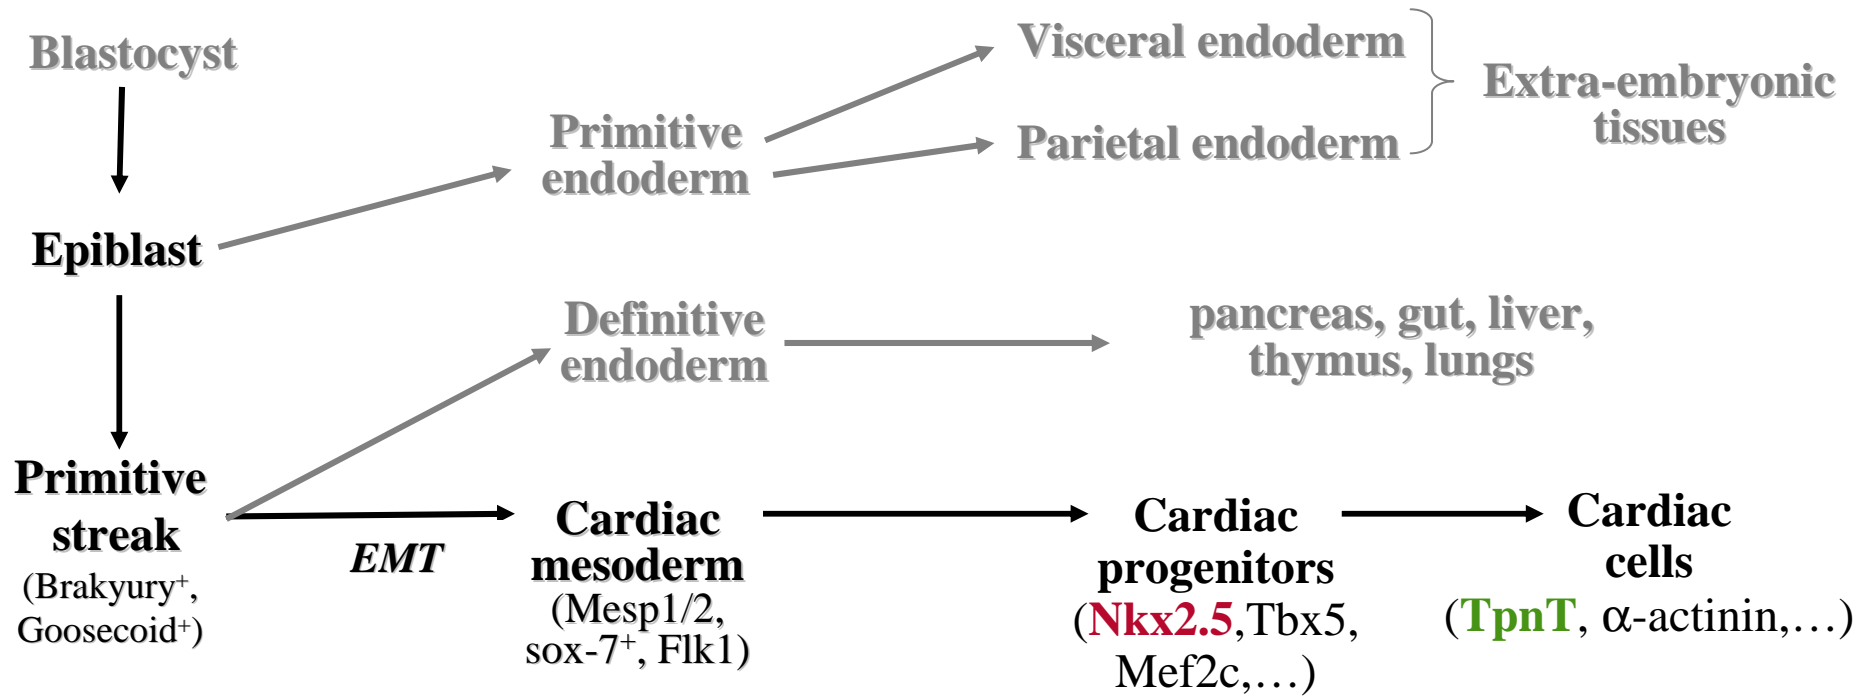 Blastocyst
Visceral endoderm
Extra-embryonic
tissues
Primitive
endoderm
Parietal endoderm
Epiblast
Definitive
endoderm
pancreas, gut, liver,
thymus, lungs
Primitive
streak
(Brakyury⁺,
Goosecoid⁺)
EMT
Cardiac
mesoderm
(Mesp1/2,
sox-7⁺, Flk1)
Cardiac
progenitors
(Nkx2.5,Tbx5,
Mef2c,…)
Cardiac
cells
(TpnT, α-actinin,…)